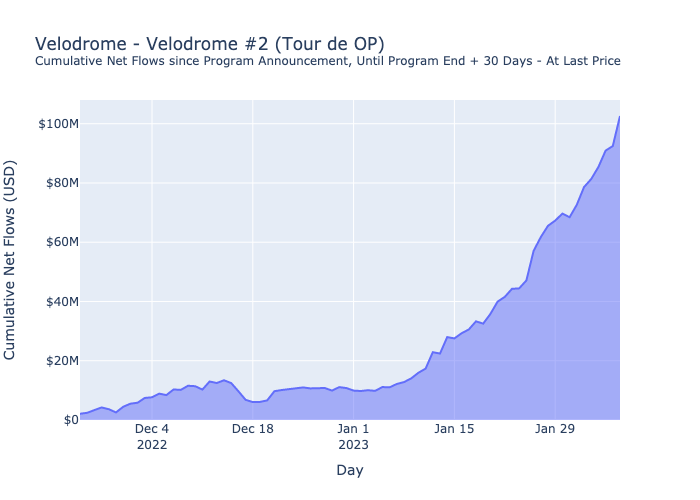 Velodrome - Velodrome #2 (Tour de OP)
Cumulative Net Flows since Program Announcement, Until Program End + 30 Days - At Last Price
Cumulative Net Flows (USD)
$100M
$80M
$60M
$40M
$20M
$0
Dec 4
2022
Dec 18
Jan 1
2023
Jan 15
Jan 29
Day